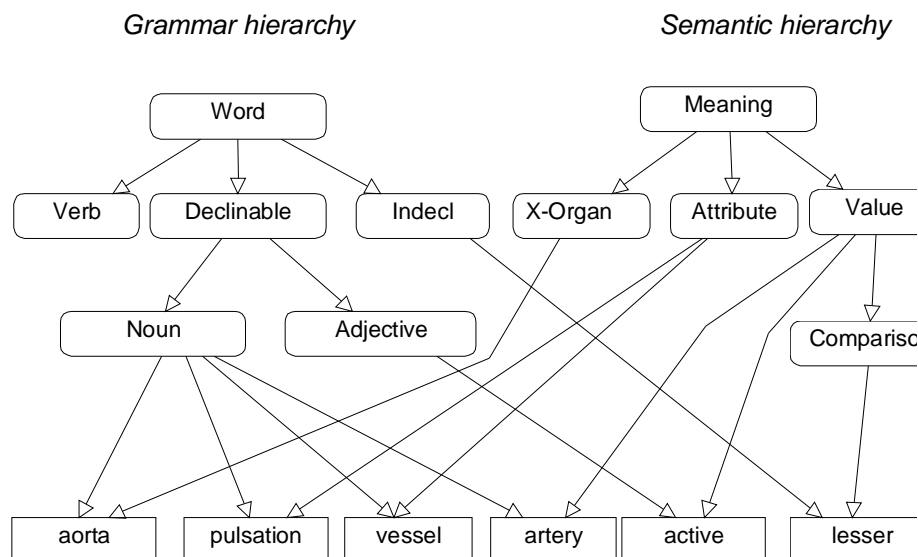 Grammar hierarchy Semantic hierarchy
Word Meaning
Verb Declinable Indecl X-Organ Attribute Value
Noun Adjective Compariso
aorta pulsation vessel artery active lesser